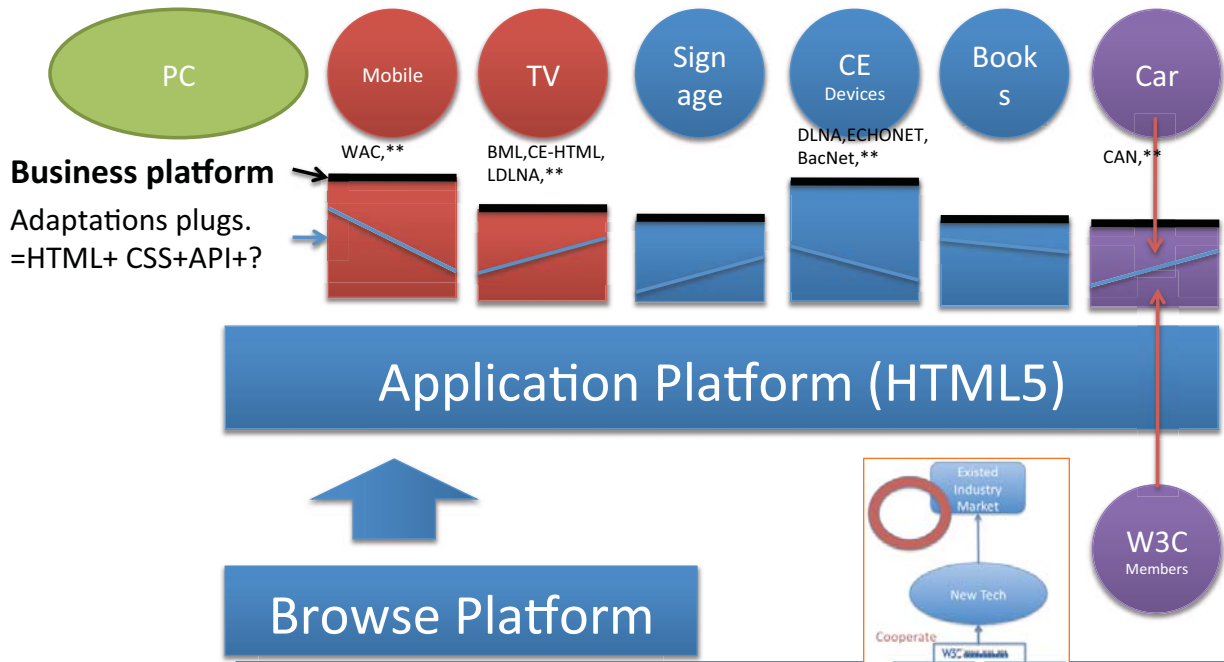 PC
Mobile
TV
Sign
age
CE
Devices
Book
s
Car
WAC,**
BML,CE-HTML,
LDLNA,**
DLNA,ECHONET,
BacNet,**
CAN,**
Business platform
Adaptations plugs.
=HTML+ CSS+API+?
Application Platform (HTML5)
Browse Platform
Existed
Industry
Market
New Tech
Cooperate
W3C
W3C
Members